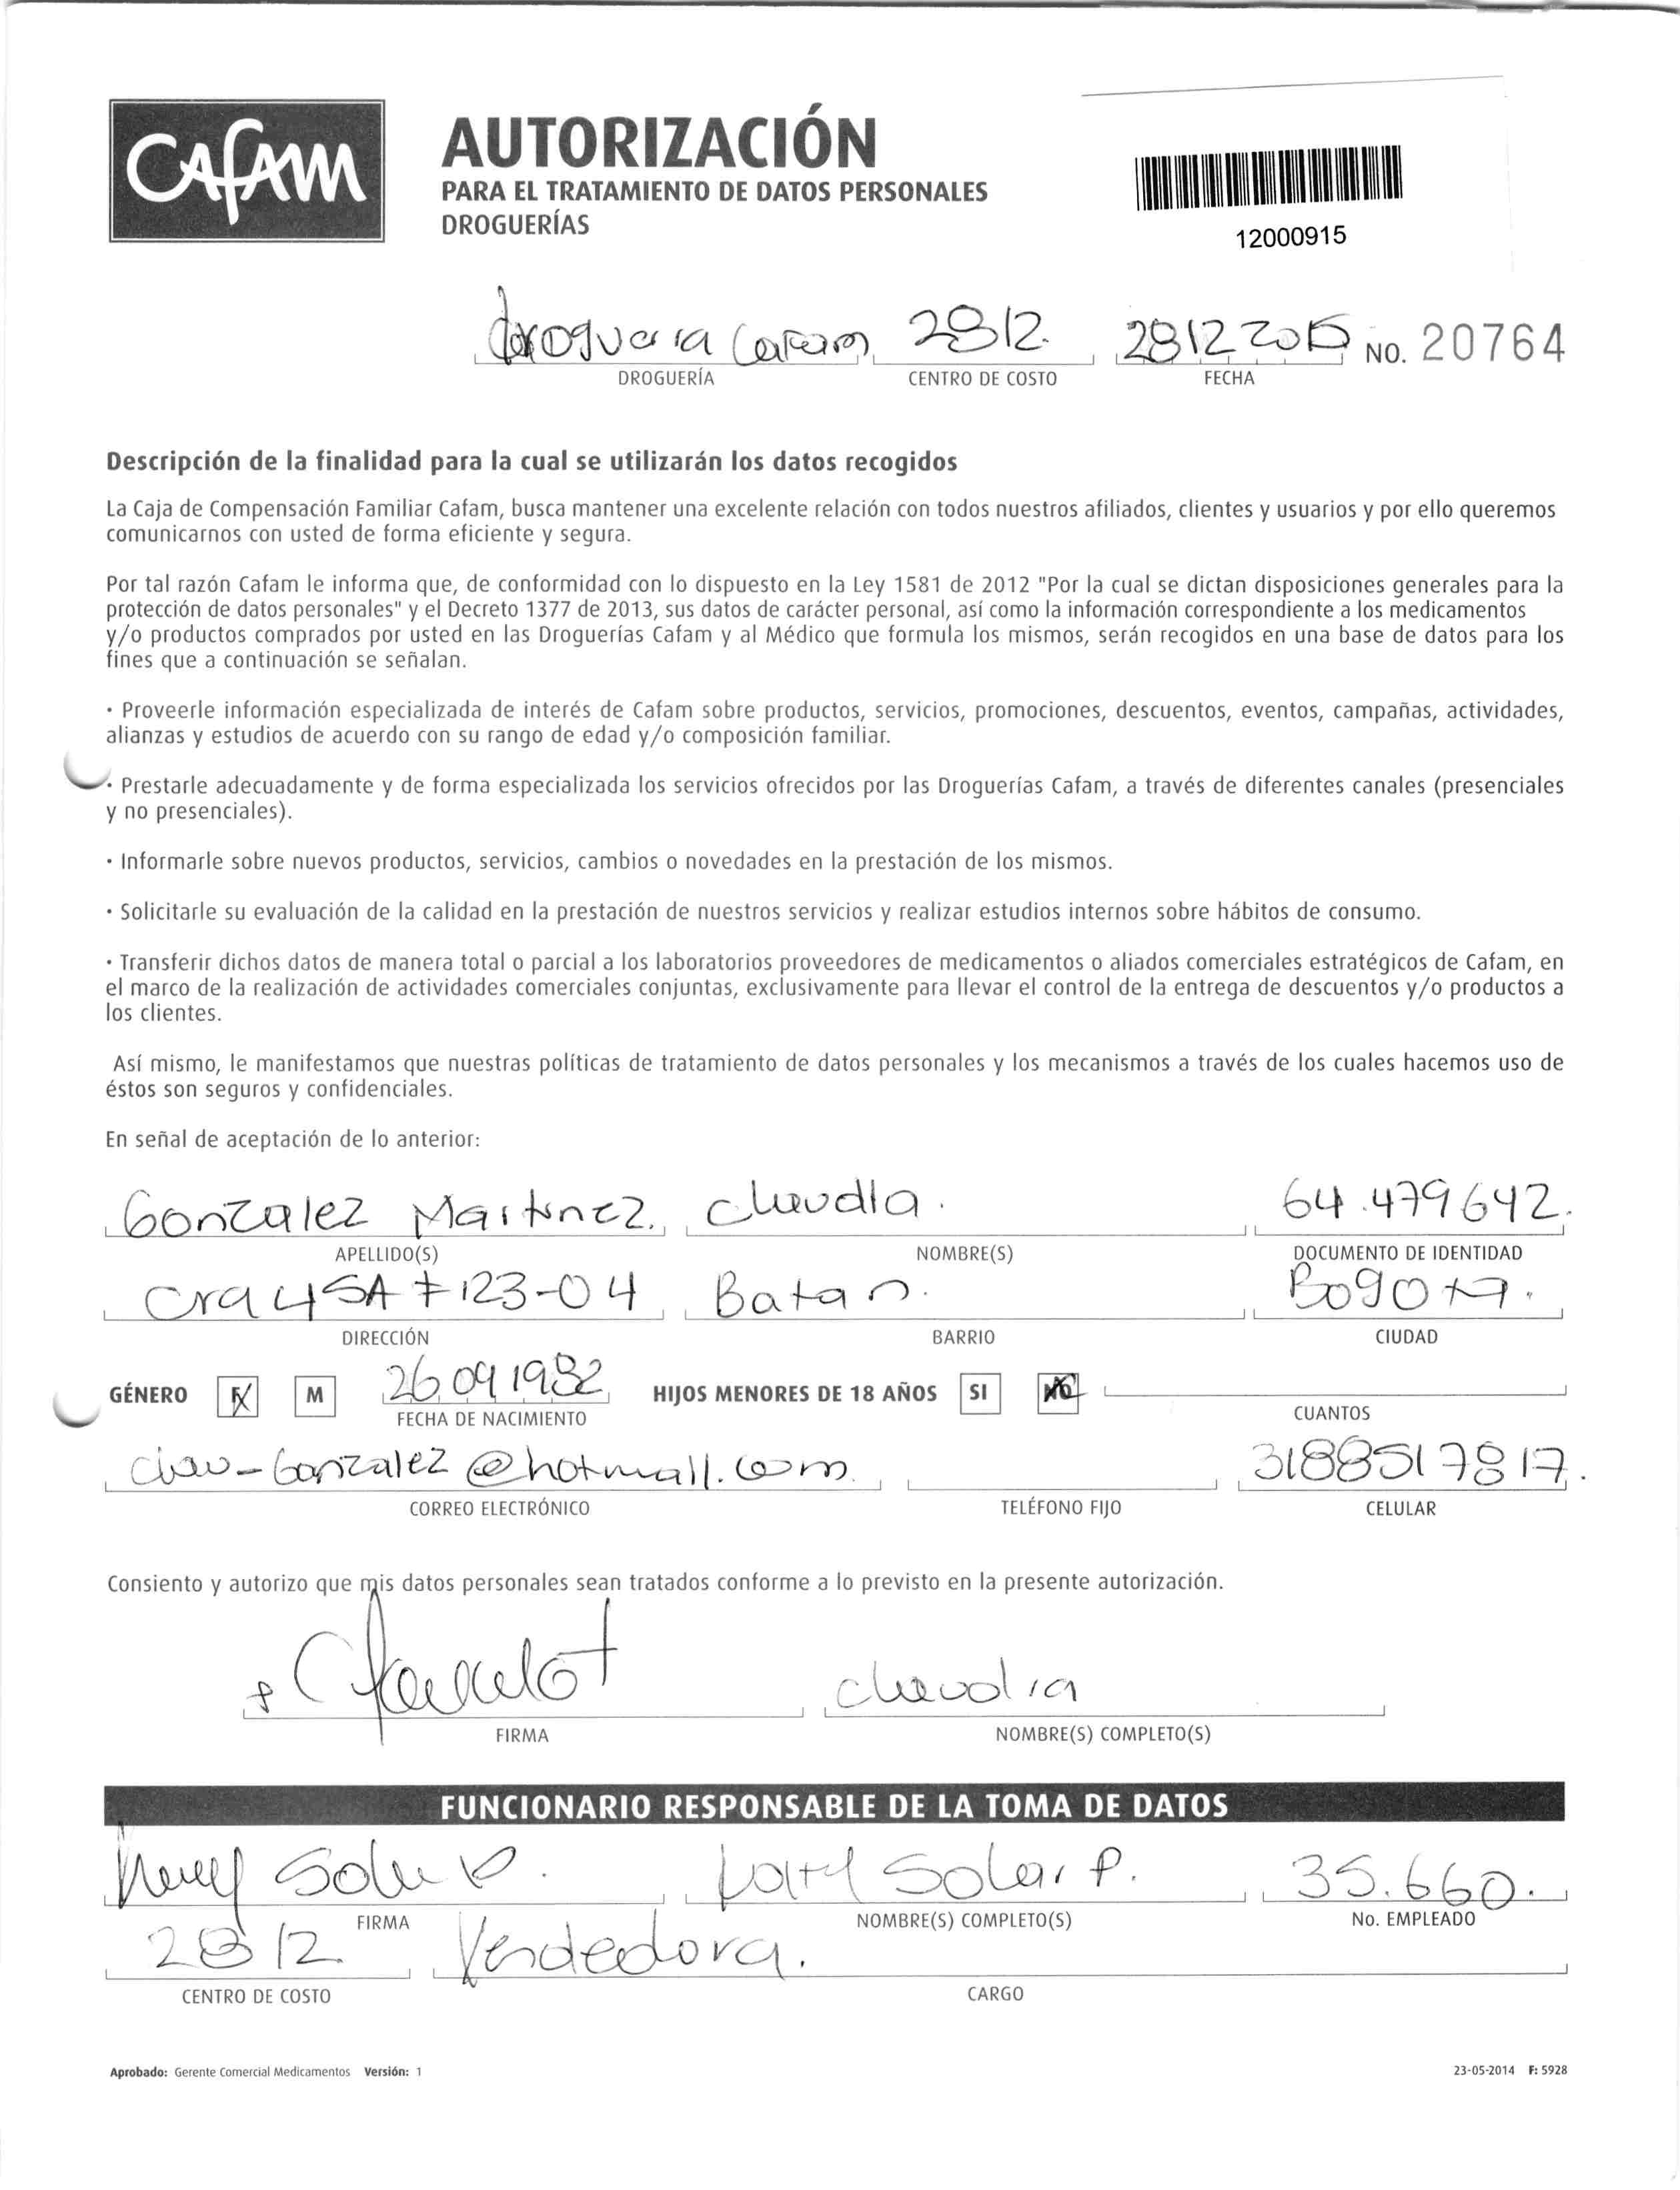 CAFAM
AUTORIZACIÓN
PARA EL TRATAMIENTO DE DATOS PERSONALES
DROGUERÍAS
12000915
Drogueria Cafam 2812. 28122015 NO. 20764
DROGUERÍA CENTRO DE COSTO FECHA
Descripción de la finalidad para la cual se utilizarán los datos recogidos
La Caja de Compensación Familiar Cafam, busca mantener una excelente relación con todos nuestros afiliados, clientes y usuarios y por ello queremos
comunicarnos con usted de forma eficiente y segura.
Por tal razón Cafam le informa que, de conformidad con lo dispuesto en la Ley 1581 de 2012 "Por la cual se dictan disposiciones generales para la
protección de datos personales" y el Decreto 1377 de 2013, sus datos de carácter personal, así como la información correspondiente a los medicamentos
y/o productos comprados por usted en las Droguerías Cafam y al Médico que formula los mismos, serán recogidos en una base de datos para los
fines que a continuación se señalan.
· Proveerle información especializada de interés de Cafam sobre productos, servicios, promociones, descuentos, eventos, campañas, actividades,
alianzas y estudios de acuerdo con su rango de edad y/o composición familiar.
· Prestarle adecuadamente y de forma especializada los servicios ofrecidos por las Droguerías Cafam, a través de diferentes canales (presenciales
y no presenciales).
· Informarle sobre nuevos productos, servicios, cambios o novedades en la prestación de los mismos.
· Solicitarle su evaluación de la calidad en la prestación de nuestros servicios y realizar estudios internos sobre hábitos de consumo.
· Transferir dichos datos de manera total o parcial a los laboratorios proveedores de medicamentos o aliados comerciales estratégicos de Cafam, en
el marco de la realización de actividades comerciales conjuntas, exclusivamente para llevar el control de la entrega de descuentos y/o productos a
los clientes.
Así mismo, le manifestamos que nuestras políticas de tratamiento de datos personales y los mecanismos a través de los cuales hacemos uso de
éstos son seguros y confidenciales.
En señal de aceptación de lo anterior:
Gonzalez Martinez. Claudia. 64.479642.
APELLIDO(S) NOMBRE(S) DOCUMENTO DE IDENTIDAD
Cra 45A # 123-04 Batan. Bogota.
DIRECCIÓN BARRIO CIUDAD
GÉNERO F M 26 09 1982 HIJOS MENORES DE 18 AÑOS SI NO
FECHA DE NACIMIENTO CUANTOS
clau-Gonzalez@hotmail.com. 3188517817.
CORREO ELECTRÓNICO TELÉFONO FIJO CELULAR
Consiento y autorizo que mis datos personales sean tratados conforme a lo previsto en la presente autorización.
claudia
FIRMA NOMBRE(S) COMPLETO(S)
FUNCIONARIO RESPONSABLE DE LA TOMA DE DATOS
Solar P. 35.660.
FIRMA NOMBRE(S) COMPLETO(S) No. EMPLEADO
2812 Vendedora.
CENTRO DE COSTO CARGO
Aprobado: Gerente Comercial Medicamentos Versión: 1 23-05-2014 F: 5928